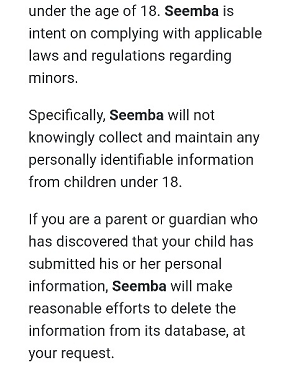 under the age of 18. Seemba is
intent on complying with applicable
laws and regulations regarding
minors.
Specifically, Seemba will not
knowingly collect and maintain any
personally identifiable information
from children under 18.
If you are a parent or guardian who
has discovered that your child has
submitted his or her personal
information, Seemba will make
reasonable efforts to delete the
information from its database, at
your request.